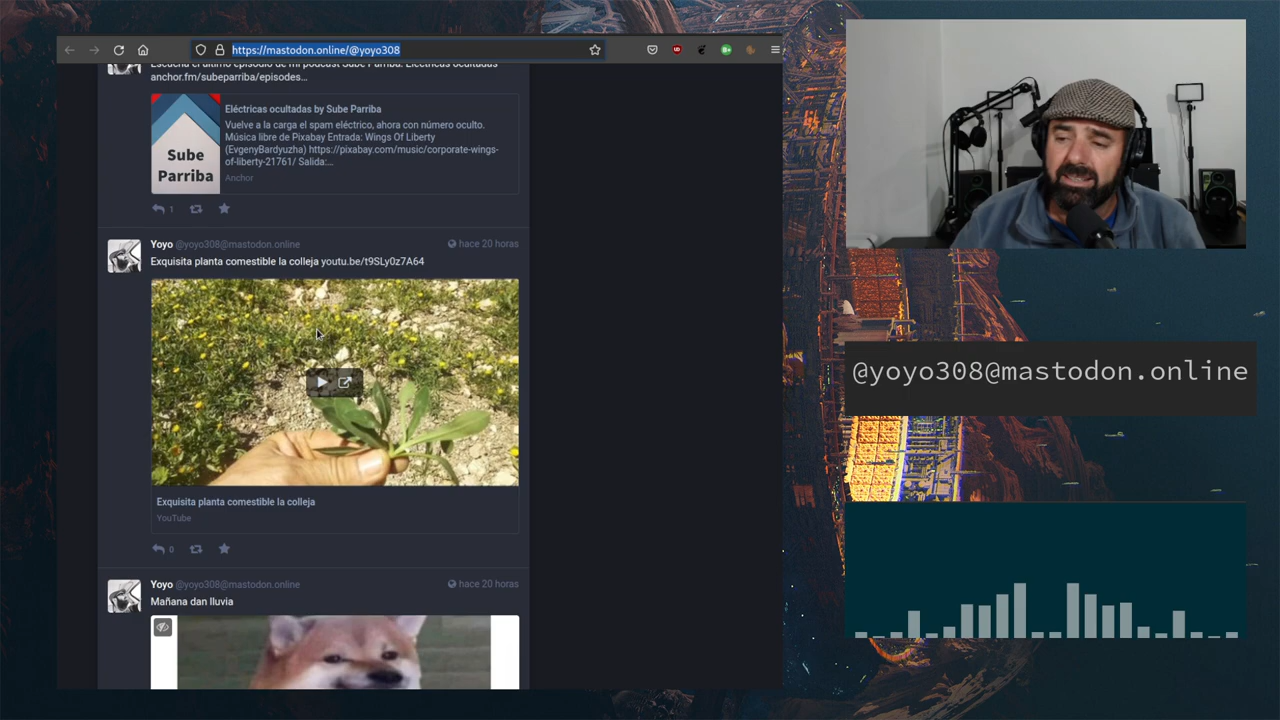 https://mastodon.online/@yoyo308
Escucha el último episodio de mi podcast Sube Parriba: Eléctricas ocultadas
anchor.fm/subeparriba/episodes…
Eléctricas ocultadas by Sube Parriba
Vuelve a la carga el spam eléctrico, ahora con número oculto.
Música libre de Pixabay Entrada: Wings Of Liberty
(EvgenyBardyuzha) https://pixabay.com/music/corporate-wings-
of-liberty-21761/ Salida:…
Anchor
Sube
Parriba
1
Yoyo @yoyo308@mastodon.online hace 20 horas
Exquisita planta comestible la colleja youtu.be/t9SLy0z7A64
Exquisita planta comestible la colleja
YouTube
0
Yoyo @yoyo308@mastodon.online hace 20 horas
Mañana dan lluvia
@yoyo308@mastodon.online